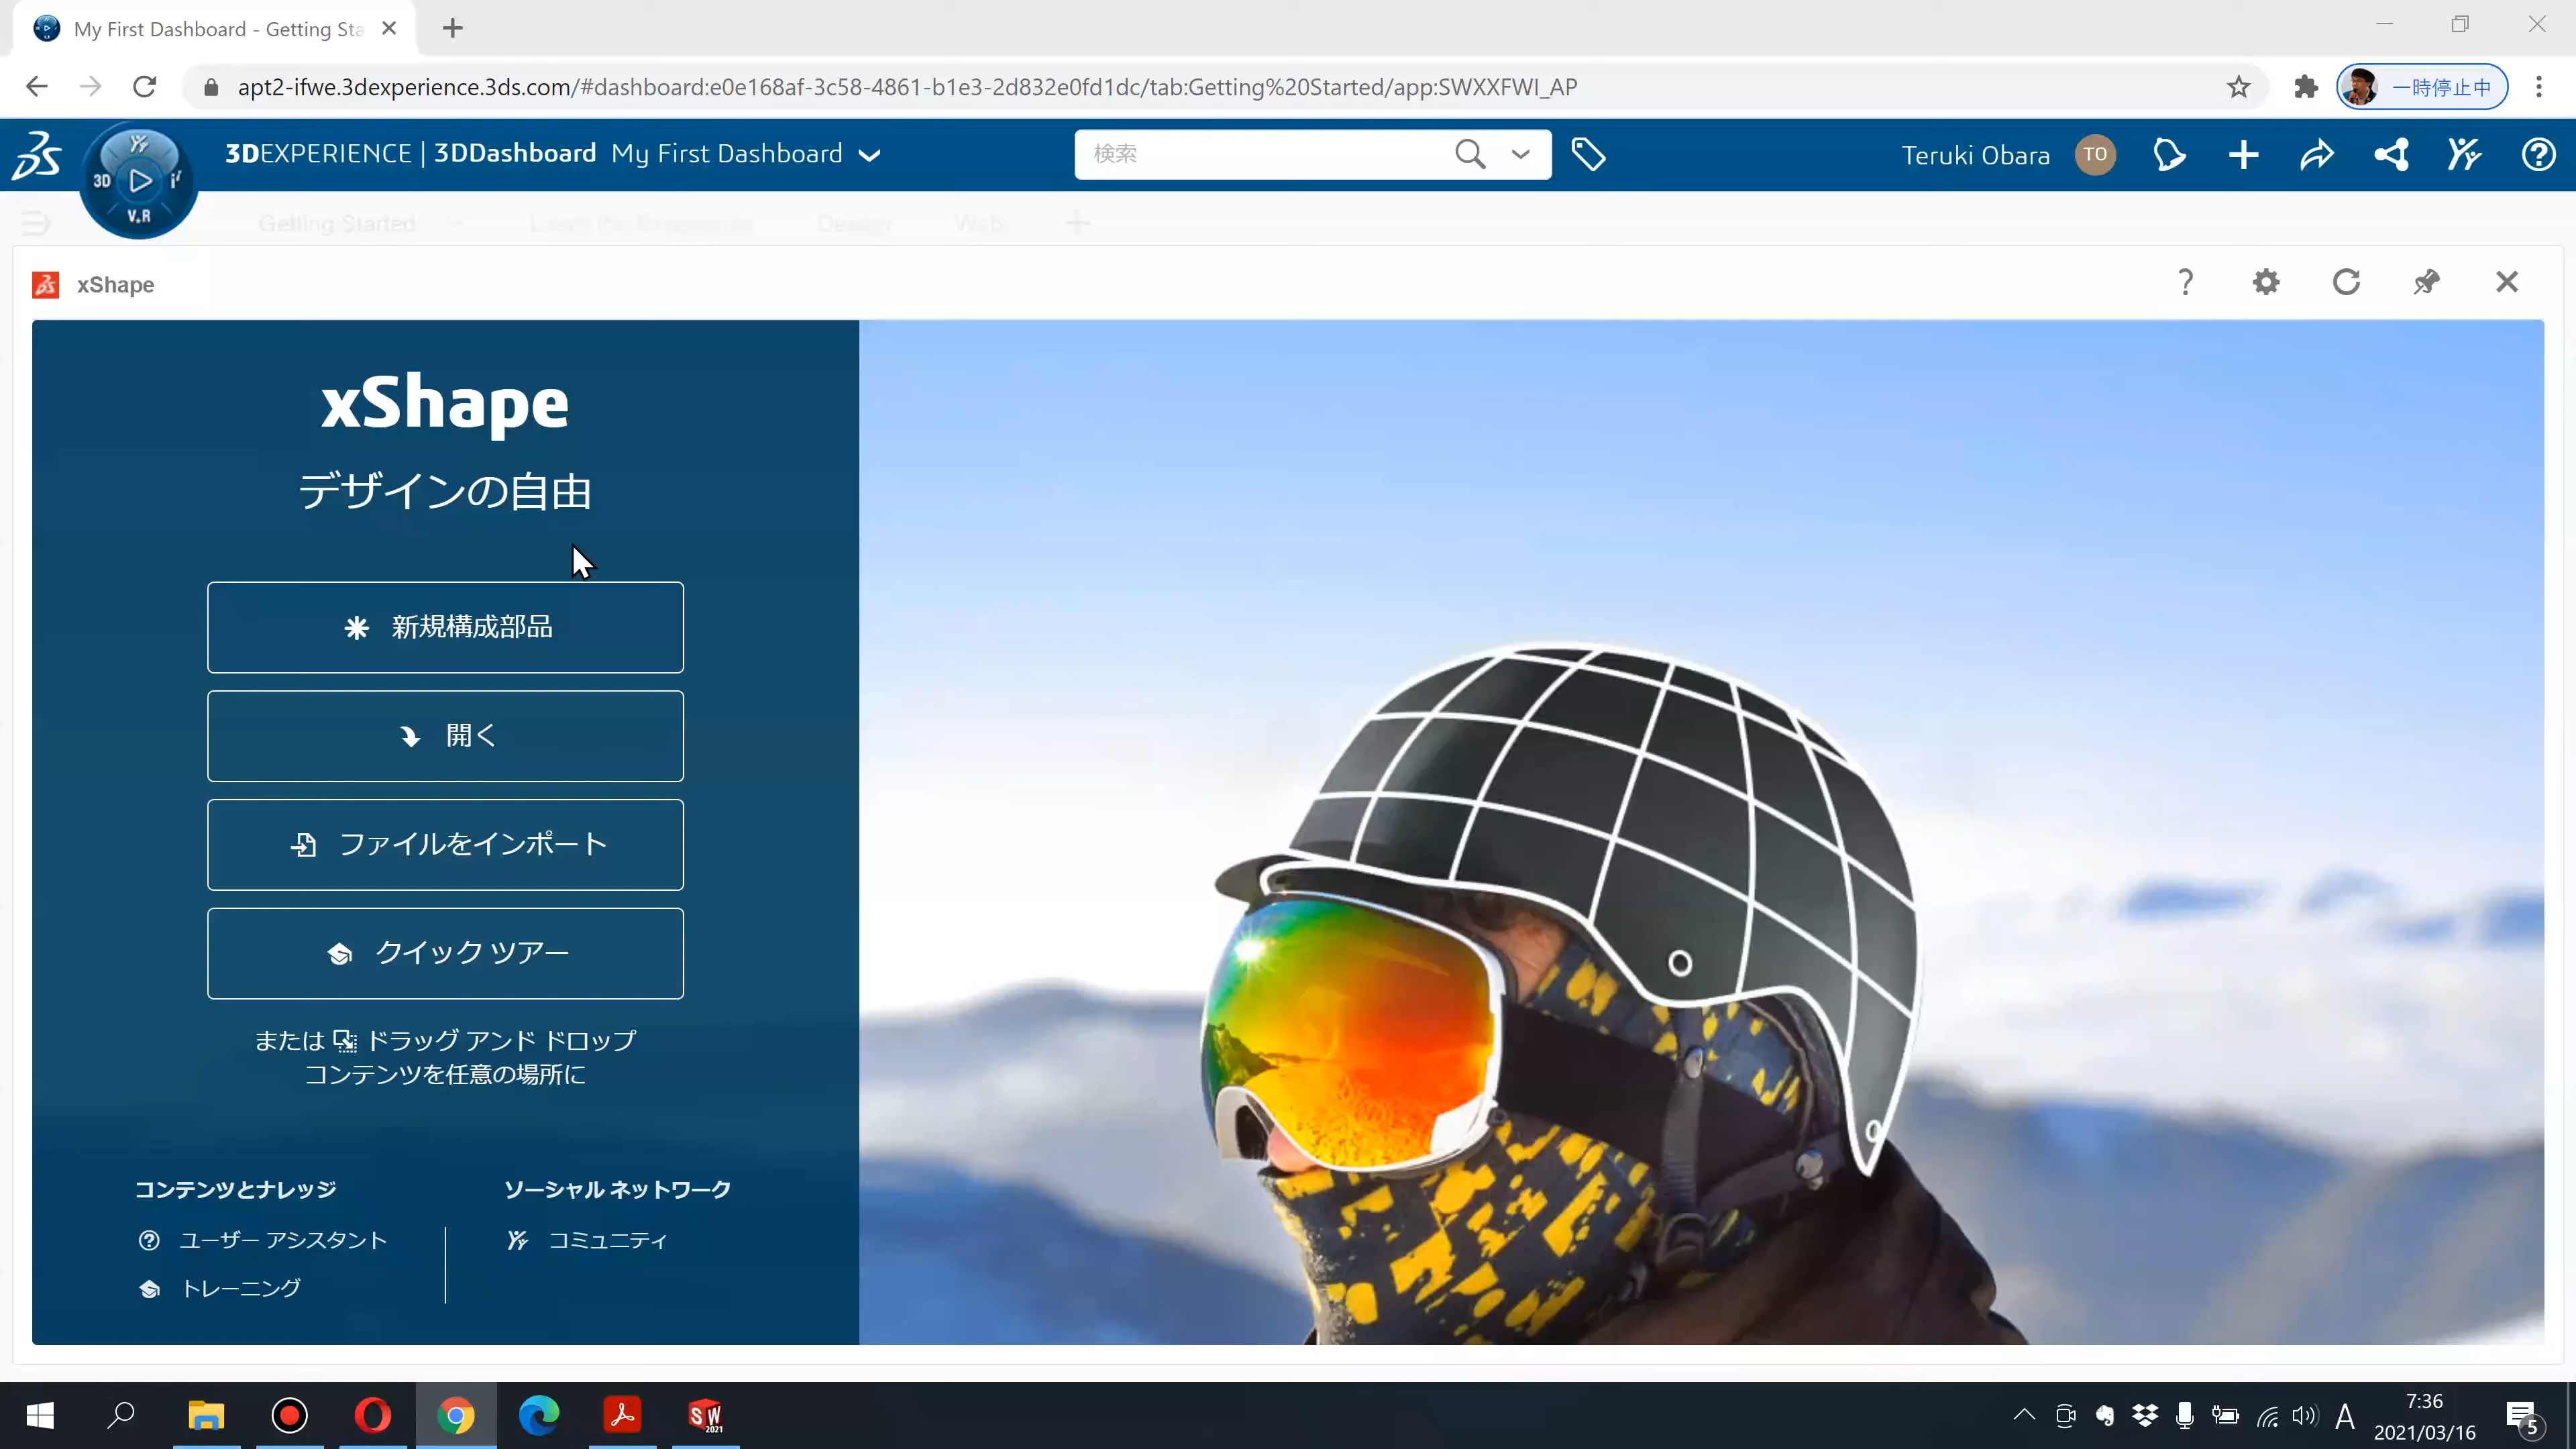 My First Dashboard - Getting Sta
apt2-ifwe.3dexperience.3ds.com/#dashboard:e0e168af-3c58-4861-b1e3-2d832e0fd1dc/tab:Getting%20Started/app:SWXXFWI_AP
一時停止中
3D
V.R
3DEXPERIENCE | 3DDashboard My First Dashboard
検索
Teruki Obara TO
Getting Started
Design
Web
xShape
xShape
デザインの自由
新規構成部品
開く
ファイルをインポート
クイック ツアー
または ドラッグ アンド ドロップ
コンテンツを任意の場所に
コンテンツとナレッジ
ソーシャル ネットワーク
ユーザー アシスタント
コミュニティ
トレーニング
SW
2021
A
7:36
2021/03/16
5